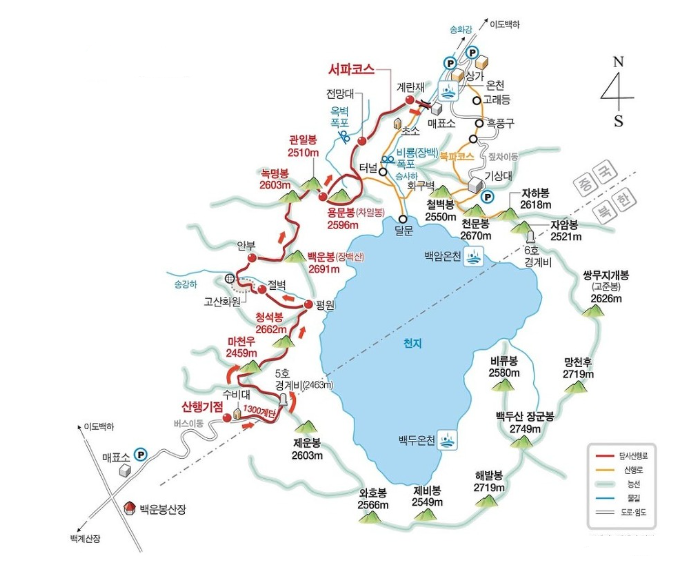 송화강
이도백하
P
P
상가
온천
서파코스
계란재
고래등
전망대
매표소
옥벽
폭포
초소
흑풍구
관일봉
2510m
비룡(장백)
폭포
북파코스
짚차이동
터널
승사하
녹명봉
2603m
화구벽
기상대
P
용문봉(차일봉)
2596m
철벽봉
2550m
천문봉
2670m
자하봉
2618m
중국
북한
달문
자암봉
2521m
6호
경계비
안부
백운봉(장백산)
2691m
백암온천
송강하
절벽
쌍무지개봉
(고준봉)
2626m
고산화원
평원
청석봉
2662m
천지
마천우
2459m
비류봉
2580m
망천후
2719m
5호
경계비(2463m)
수비대
산행기점
1300계단
버스이동
백두산 장군봉
2749m
이도백하
제운봉
2603m
백두온천
매표소
P
해발봉
2719m
와호봉
2566m
제비봉
2549m
백운봉산장
백계산장
N
S
당시산행로
산행로
능선
물길
도로·임도